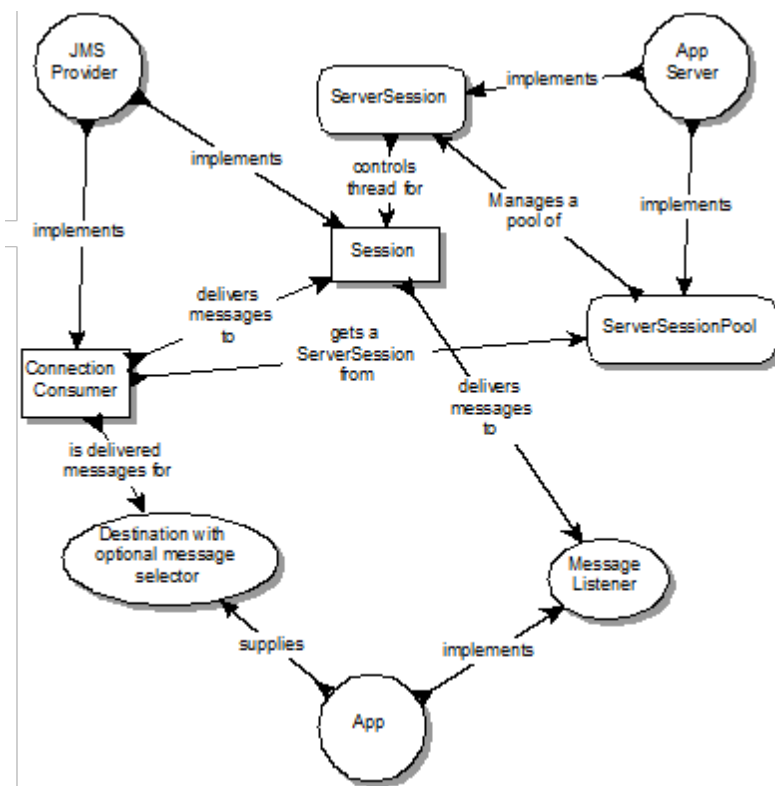 JMS
Provider
App
Server
implements
ServerSession
implements
controls
thread for
Manages a
pool of
implements
implements
Session
delivers
messages
to
gets a
ServerSession
from
ServerSessionPool
Connection
Consumer
delivers
messages
to
is delivered
messages for
Destination with
optional message
selector
Message
Listener
supplies
implements
App